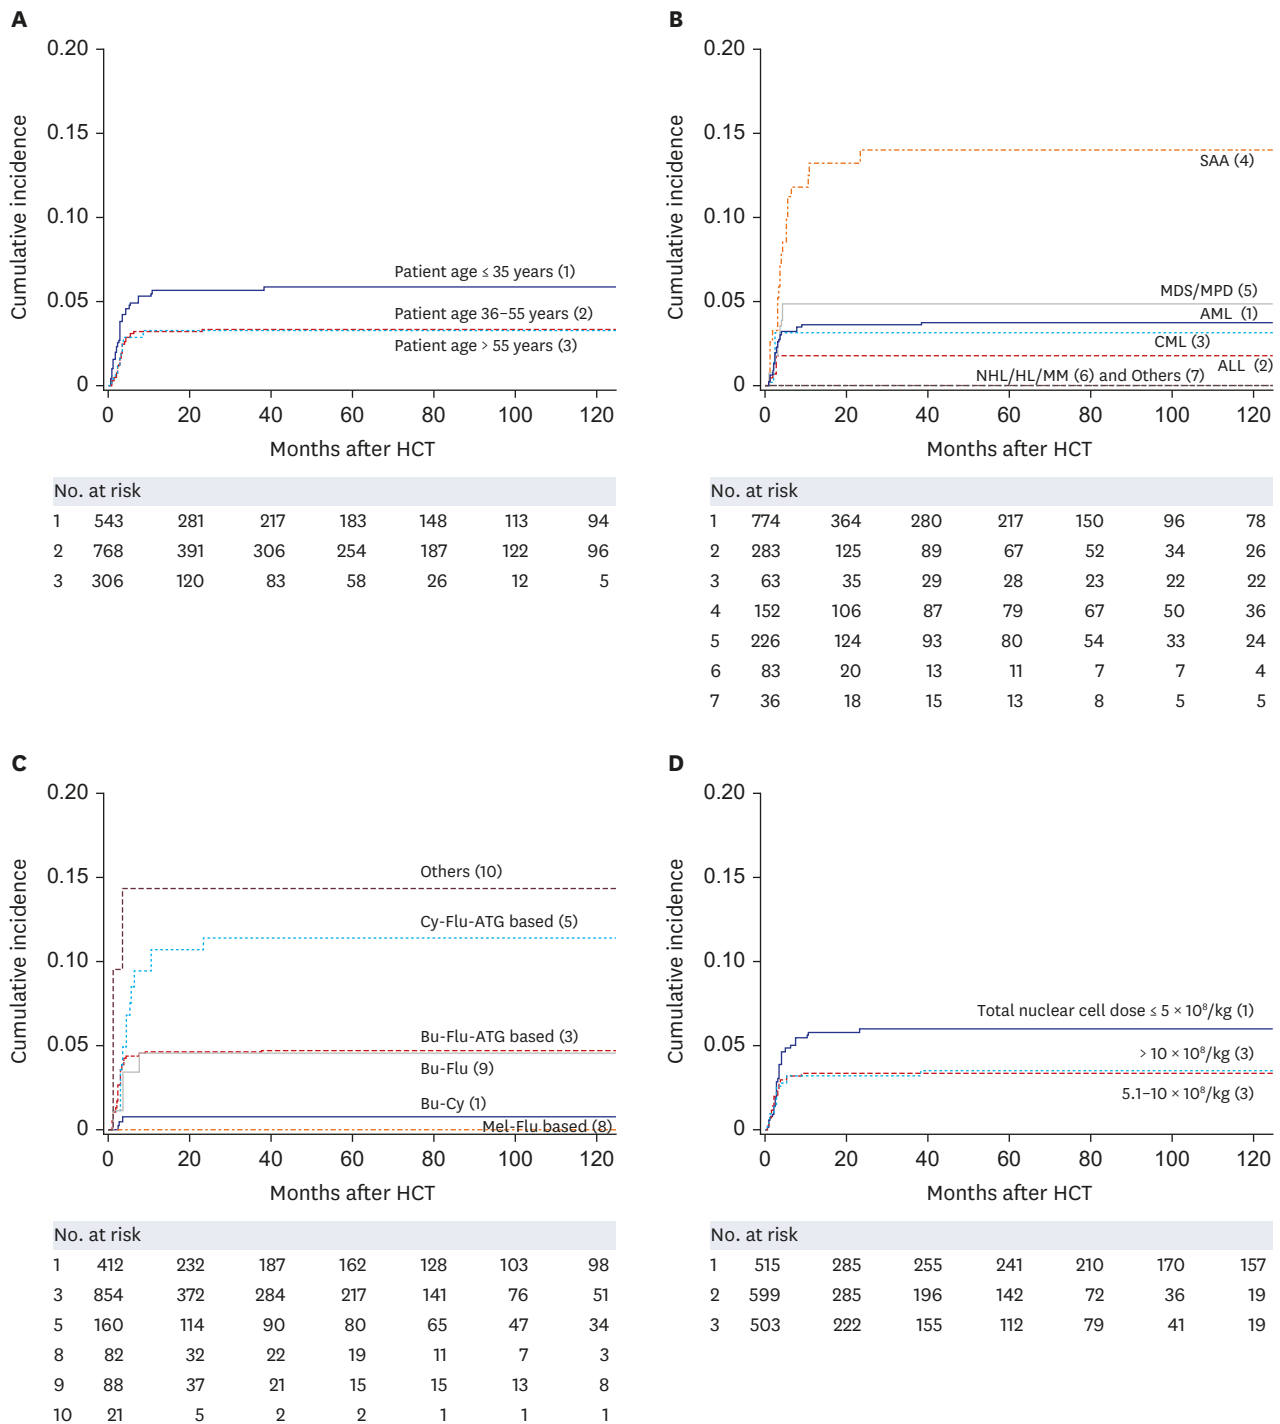 A
Cumulative incidence
0.20
0.15
0.10
0.05
0
Patient age ≤ 35 years (1)
Patient age 36–55 years (2)
Patient age > 55 years (3)
0 20 40 60 80 100 120
Months after HCT
No. at risk
1 543 281 217 183 148 113 94
2 768 391 306 254 187 122 96
3 306 120 83 58 26 12 5
B
Cumulative incidence
0.20
0.15
0.10
0.05
0
SAA (4)
MDS/MPD (5)
AML (1)
CML (3)
ALL (2)
NHL/HL/MM (6) and Others (7)
0 20 40 60 80 100 120
Months after HCT
No. at risk
1 774 364 280 217 150 96 78
2 283 125 89 67 52 34 26
3 63 35 29 28 23 22 22
4 152 106 87 79 67 50 36
5 226 124 93 80 54 33 24
6 83 20 13 11 7 7 4
7 36 18 15 13 8 5 5
C
Cumulative incidence
0.20
0.15
0.10
0.05
0
Others (10)
Cy-Flu-ATG based (5)
Bu-Flu-ATG based (3)
Bu-Flu (9)
Bu-Cy (1)
Mel-Flu based (8)
0 20 40 60 80 100 120
Months after HCT
No. at risk
1 412 232 187 162 128 103 98
3 854 372 284 217 141 76 51
5 160 114 90 80 65 47 34
8 82 32 22 19 11 7 3
9 88 37 21 15 15 13 8
10 21 5 2 2 1 1 1
D
Cumulative incidence
0.20
0.15
0.10
0.05
0
Total nuclear cell dose ≤ 5 × 10⁸/kg (1)
> 10 × 10⁸/kg (3)
5.1–10 × 10⁸/kg (3)
0 20 40 60 80 100 120
Months after HCT
No. at risk
1 515 285 255 241 210 170 157
2 599 285 196 142 72 36 19
3 503 222 155 112 79 41 19